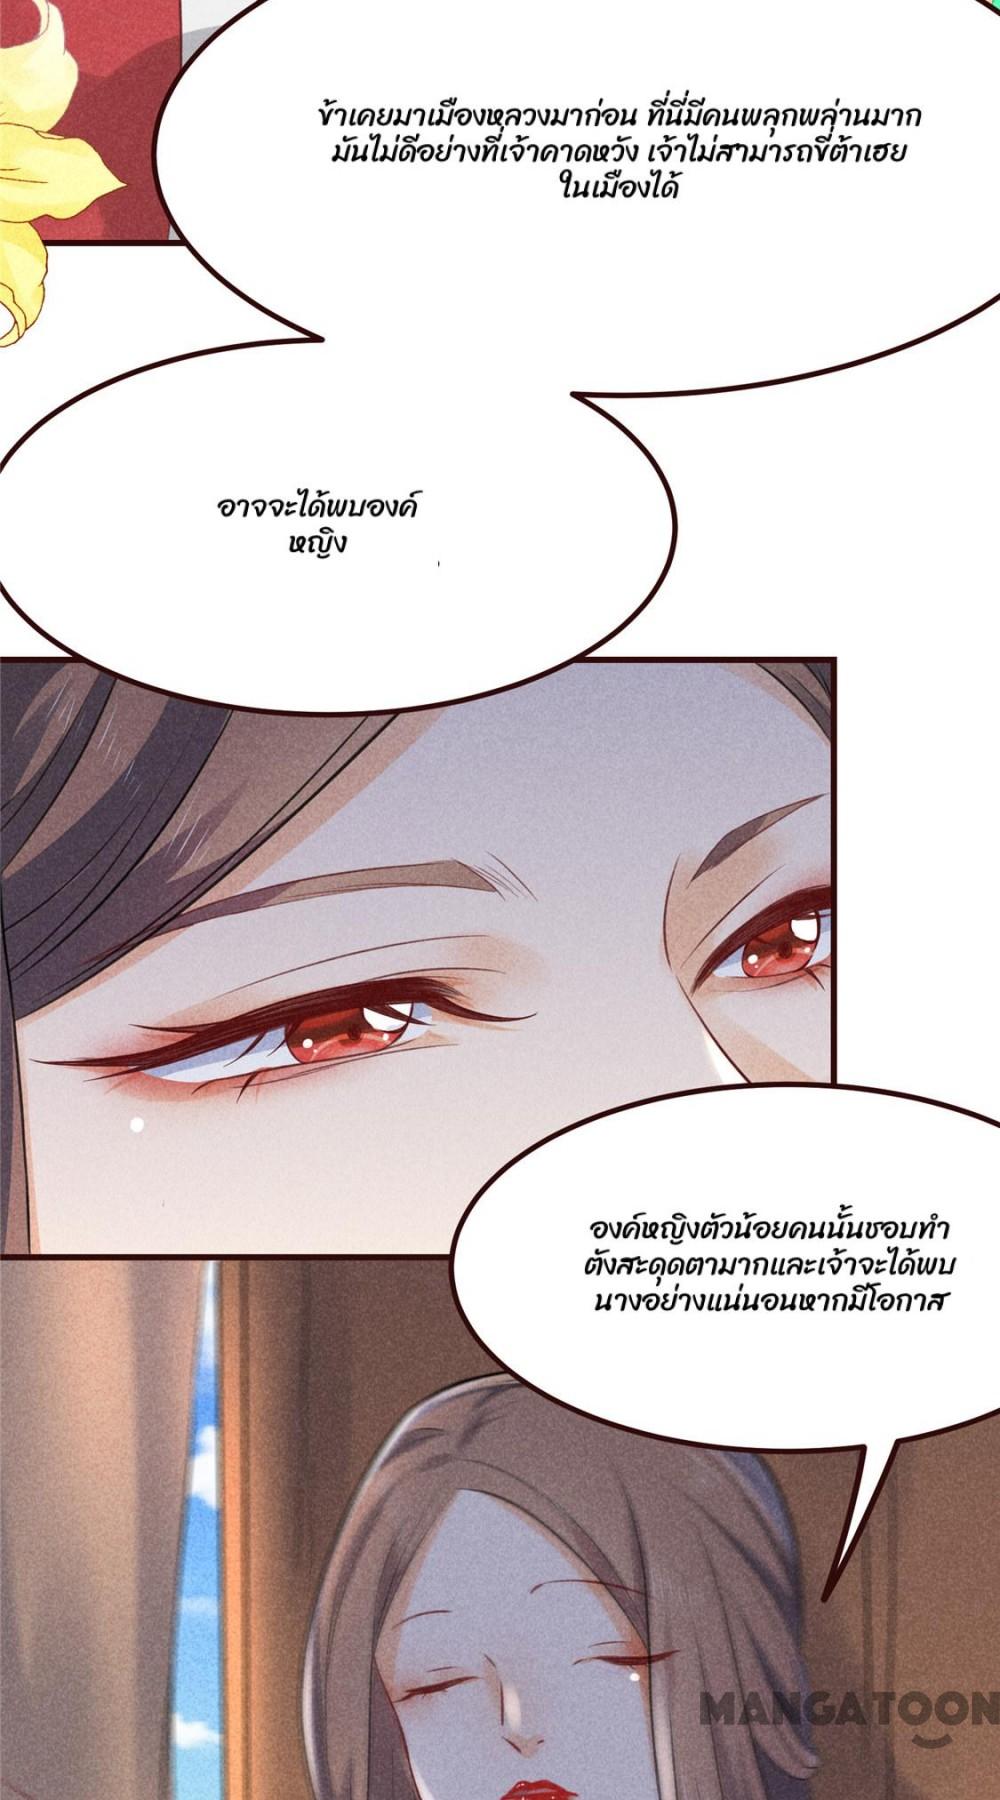 ข้าเคยมาเมืองหลวงมาก่อน ที่นี่มีคนพลุกพล่านมาก
มันไม่ดีอย่างที่เจ้าคาดหวัง เจ้าไม่สามารถขี่ต้าเฮย
ในเมืองได้
อาจจะได้พบองค์
หญิง
องค์หญิงตัวน้อยคนนั้นชอบทำ
ตังสะดุดตามากและเจ้าจะได้พบ
นางอย่างแน่นอนหากมีโอกาส
MANGATOON